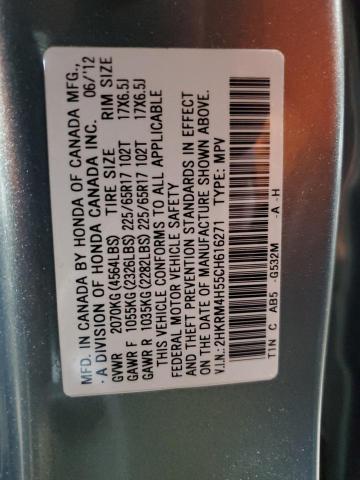 MFD. IN CANADA BY HONDA OF CANADA MFG.,
· A DIVISION OF HONDA CANADA INC. 06/'12
TIRE SIZE RIM SIZE
GVWR 2070KG (4564LBS)
GAWR F 1055KG (2326LBS) 225/65R17 102T 17X6.5J
GAWR R 1035KG (2282LBS) 225/65R17 102T 17X6.5J
THIS VEHICLE CONFORMS TO ALL APPLICABLE
FEDERAL MOTOR VEHICLE SAFETY
AND THEFT PREVENTION STANDARDS IN EFFECT
ON THE DATE OF MANUFACTURE SHOWN ABOVE.
V.I.N.: 2HKRM4H55CH616271 TYPE: MPV
TIN C AB5 -G532M -A -H